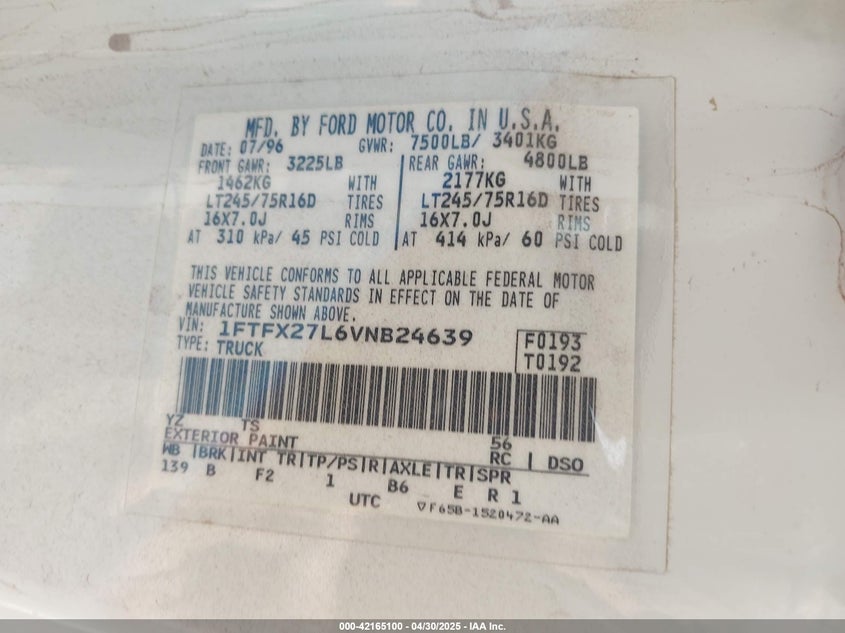 MFD. BY FORD MOTOR CO. IN U.S.A.
DATE: 07/96 GVWR: 7500LB/ 3401KG
FRONT GAWR: 3225LB REAR GAWR: 4800LB
1462KG WITH 2177KG WITH
LT245/75R16D TIRES LT245/75R16D TIRES
16X7.0J RIMS 16X7.0J RIMS
AT 310 kPa/ 45 PSI COLD AT 414 kPa/ 60 PSI COLD
THIS VEHICLE CONFORMS TO ALL APPLICABLE FEDERAL MOTOR
VEHICLE SAFETY STANDARDS IN EFFECT ON THE DATE OF
MANUFACTURE SHOWN ABOVE.
VIN: 1FTFX27L6VNB24639 F0193
TYPE: TRUCK T0192
YZ TS 56
EXTERIOR PAINT RC | DSO
WB |BRK|INT TR|TP/PS|R|AXLE|TR|SPR
139 B F2 1 B6 E R 1
UTC ▽F65B-1520472-AA
000-42165100 - 04/30/2025 - IAA Inc.